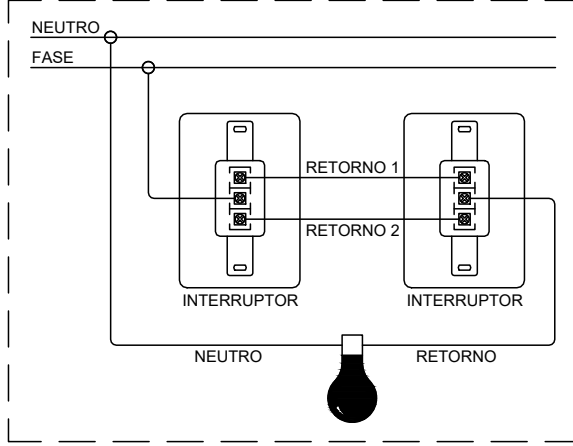 NEUTRO
FASE
RETORNO 1
RETORNO 2
INTERRUPTOR
INTERRUPTOR
NEUTRO
RETORNO